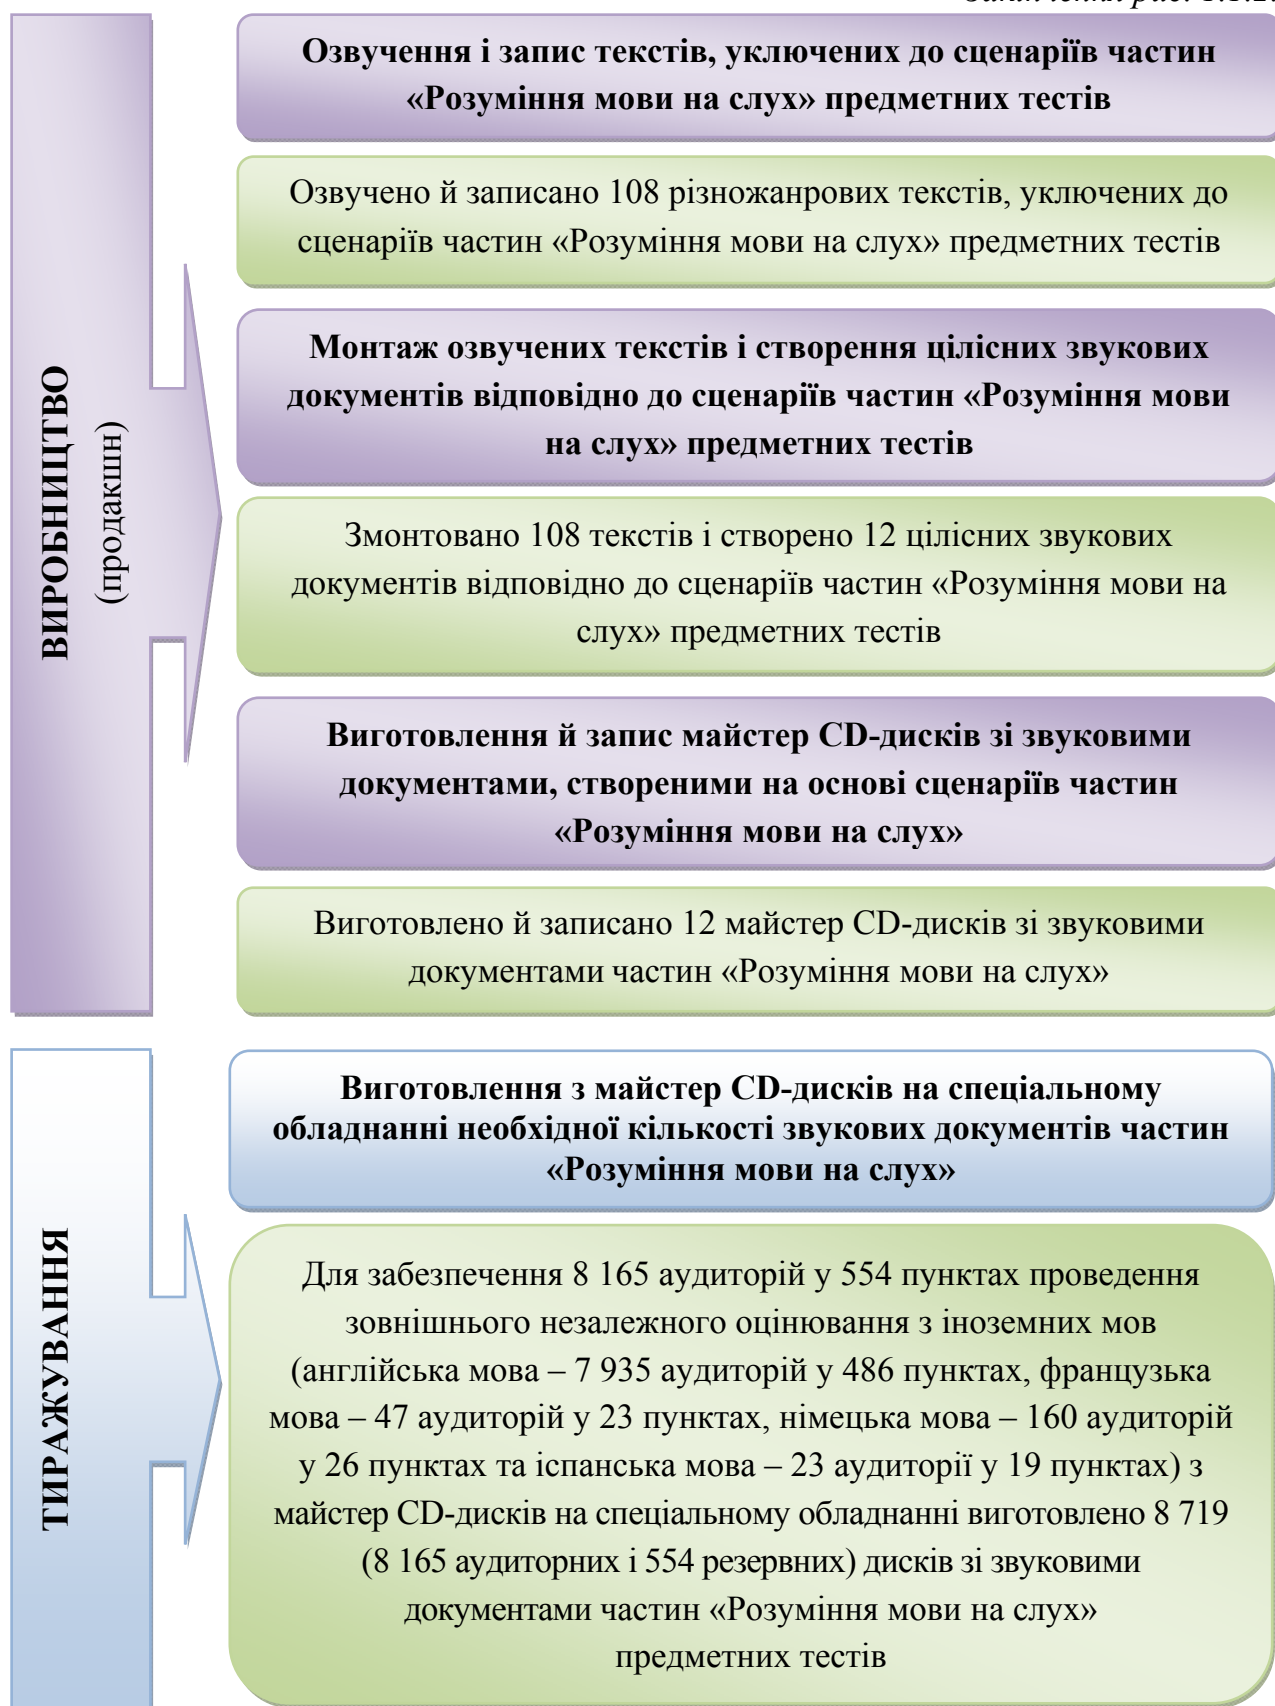 Озвучення і запис текстів, уключених до сценаріїв частин
«Розуміння мови на слух» предметних тестів
Озвучено й записано 108 різножанрових текстів, уключених до
сценаріїв частин «Розуміння мови на слух» предметних тестів
ВИРОБНИЦТВО
(продакшн)
Монтаж озвучених текстів і створення цілісних звукових
документів відповідно до сценаріїв частин «Розуміння мови
на слух» предметних тестів
Змонтовано 108 текстів і створено 12 цілісних звукових
документів відповідно до сценаріїв частин «Розуміння мови на
слух» предметних тестів
Виготовлення й запис майстер CD-дисків зі звуковими
документами, створеними на основі сценаріїв частин
«Розуміння мови на слух»
Виготовлено й записано 12 майстер CD-дисків зі звуковими
документами частин «Розуміння мови на слух»
ТИРАЖУВАННЯ
Виготовлення з майстер CD-дисків на спеціальному
обладнанні необхідної кількості звукових документів частин
«Розуміння мови на слух»
Для забезпечення 8 165 аудиторій у 554 пунктах проведення
зовнішнього незалежного оцінювання з іноземних мов
(англійська мова – 7 935 аудиторій у 486 пунктах, французька
мова – 47 аудиторій у 23 пунктах, німецька мова – 160 аудиторій
у 26 пунктах та іспанська мова – 23 аудиторії у 19 пунктах) з
майстер CD-дисків на спеціальному обладнанні виготовлено 8 719
(8 165 аудиторних і 554 резервних) дисків зі звуковими
документами частин «Розуміння мови на слух»
предметних тестів